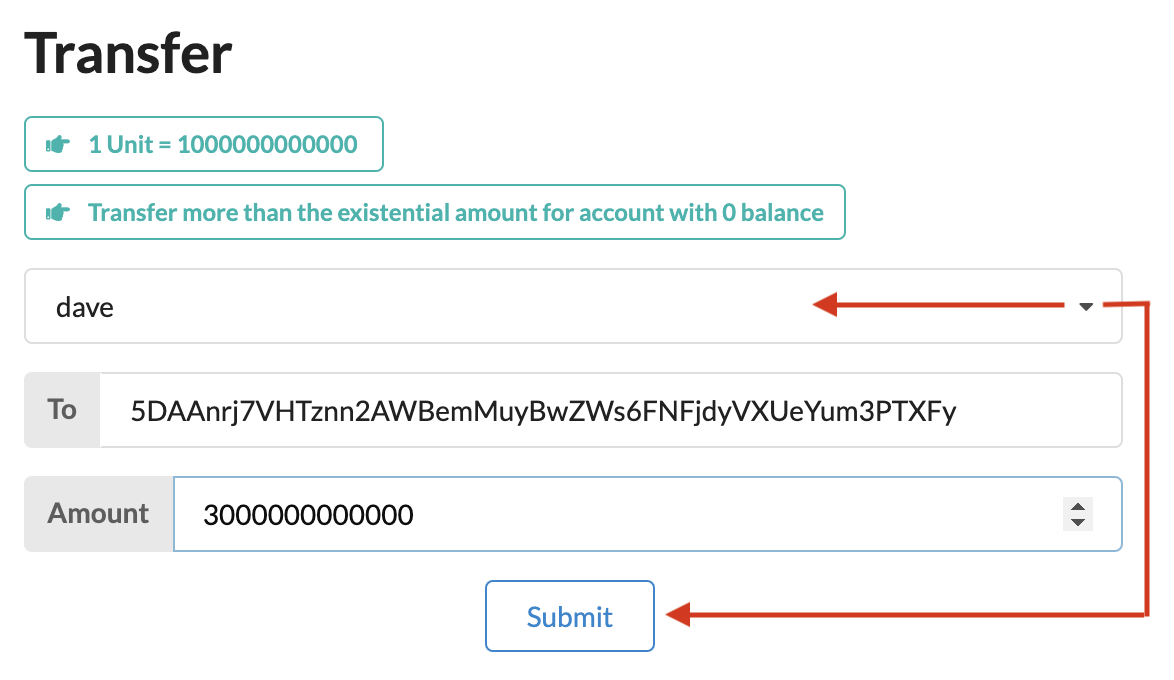 Transfer
1 Unit = 1000000000000
Transfer more than the existential amount for account with 0 balance
dave
To 5DAAnrj7VHTznn2AWBemMuyBwZWs6FNFjdyVXUeYum3PTXFy
Amount 3000000000000
Submit